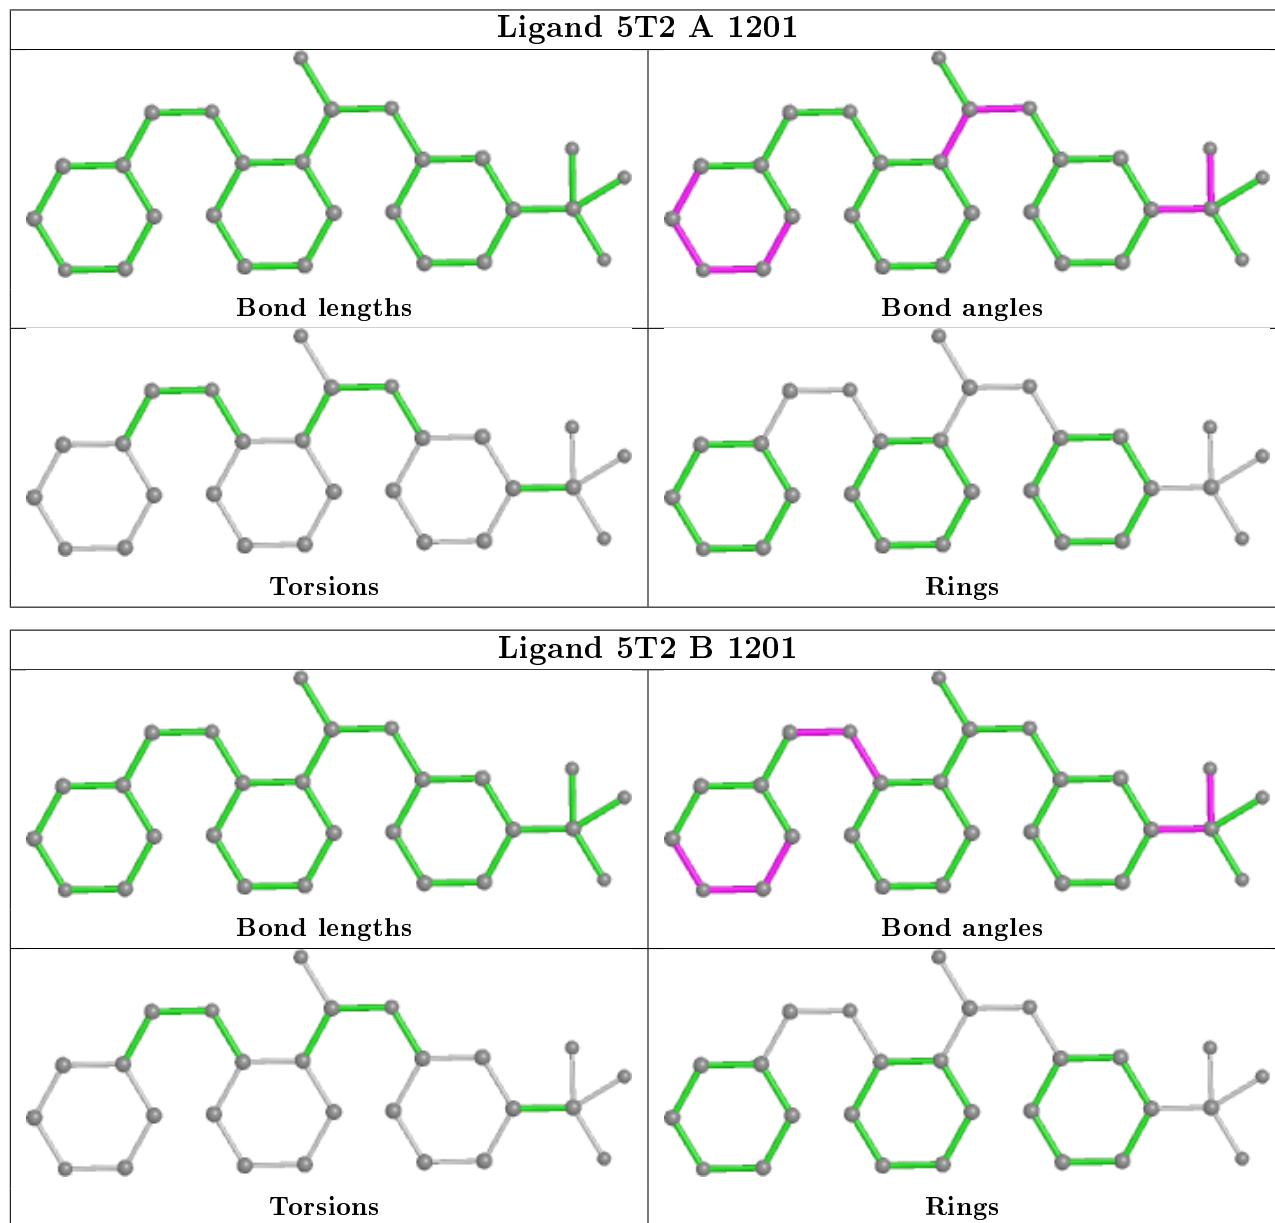 Ligand 5T2 A 1201
Bond lengths
Bond angles
Torsions
Rings
Ligand 5T2 B 1201
Bond lengths
Bond angles
Torsions
Rings